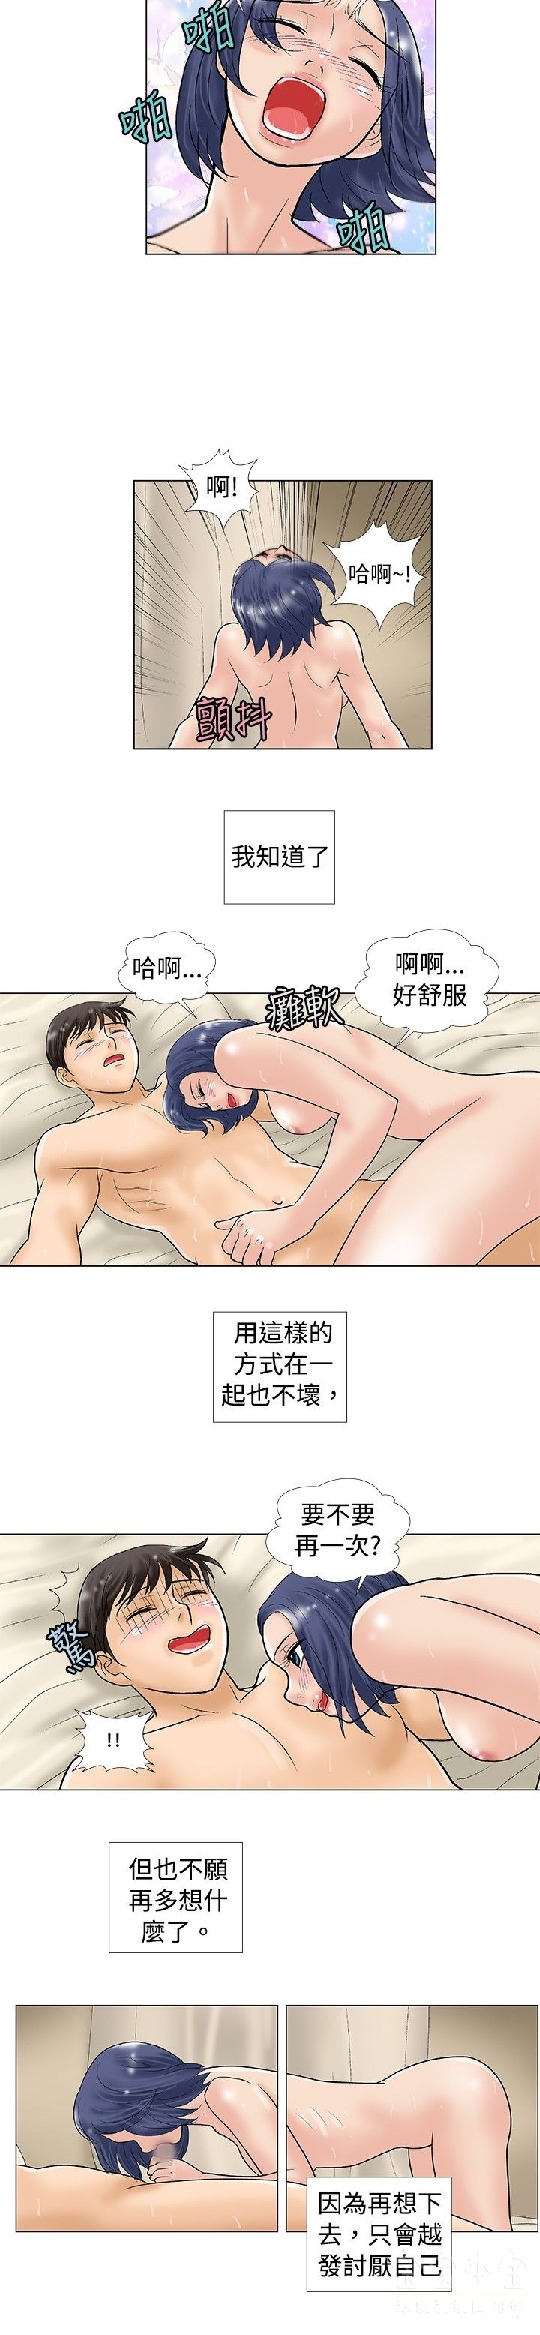 啪
啪
啪
啊!
哈啊~!
顫抖
我知道了
哈啊...
癱軟
啊啊...
好舒服
用這樣的
方式在一
起也不壞，
要不要
再一次?
驚
!!
但也不願
再多想什
麼了。
因為再想下
去，只會越
發討厭自己